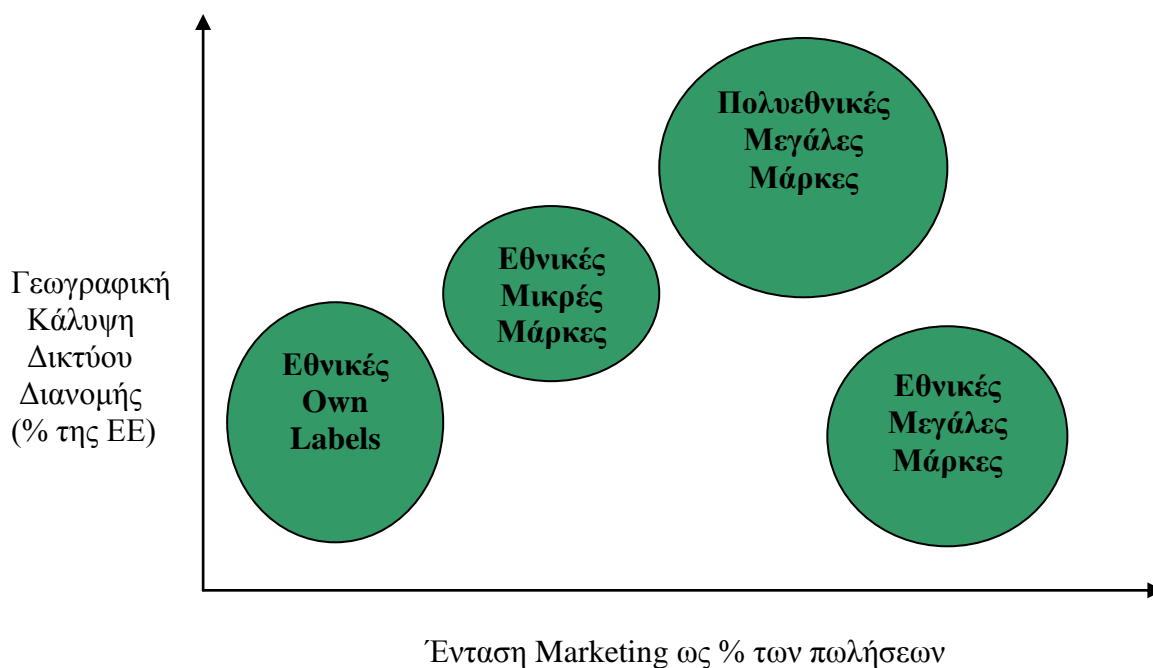 Πολυεθνικές
Μεγάλες
Μάρκες
Εθνικές
Μικρές
Μάρκες
Γεωγραφική
Κάλυψη
Δικτύου
Διανομής
(% της ΕΕ)
Εθνικές
Own
Labels
Εθνικές
Μεγάλες
Μάρκες
Ένταση Marketing ως % των πωλήσεων